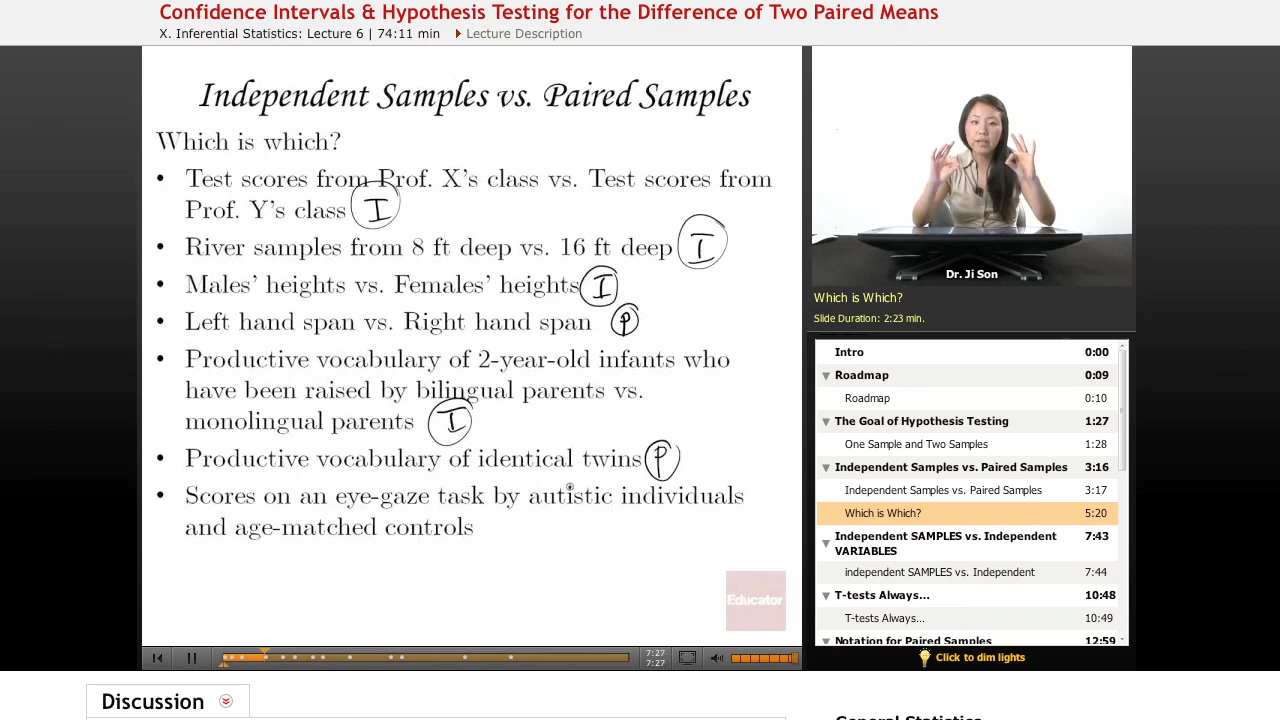 Confidence Intervals & Hypothesis Testing for the Difference of Two Paired Means
X. Inferential Statistics: Lecture 6 | 74:11 min Lecture Description
Independent Samples vs. Paired Samples
Which is which?
• Test scores from Prof. X's class vs. Test scores from
Prof. Y's class I
• River samples from 8 ft deep vs. 16 ft deep I
• Males' heights vs. Females' heights I
• Left hand span vs. Right hand span P
• Productive vocabulary of 2-year-old infants who
have been raised by bilingual parents vs.
monolingual parents I
• Productive vocabulary of identical twins P
• Scores on an eye-gaze task by autistic individuals
and age-matched controls
Educator
7:27
7:27
Dr. Ji Son
Which is Which?
Slide Duration: 2:23 min.
Intro 0:00
Roadmap 0:09
Roadmap 0:10
The Goal of Hypothesis Testing 1:27
One Sample and Two Samples 1:28
Independent Samples vs. Paired Samples 3:16
Independent Samples vs. Paired Samples 3:17
Which is Which? 5:20
Independent SAMPLES vs. Independent 7:43
VARIABLES
independent SAMPLES vs. Independent 7:44
T-tests Always... 10:48
T-tests Always... 10:49
Notation for Paired Samples 12:59
Click to dim lights
Discussion
General Statistics